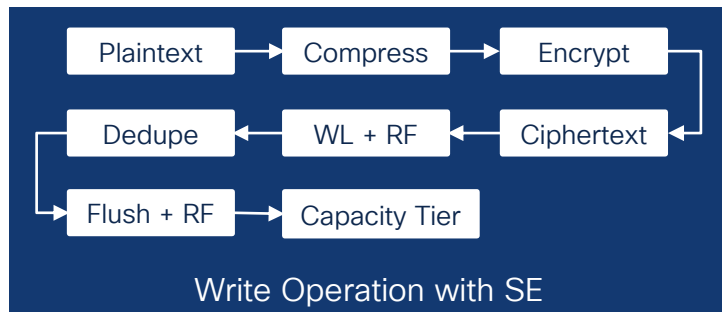 Plaintext
Compress
Encrypt
Dedupe
WL + RF
Ciphertext
Flush + RF
Capacity Tier
Write Operation with SE